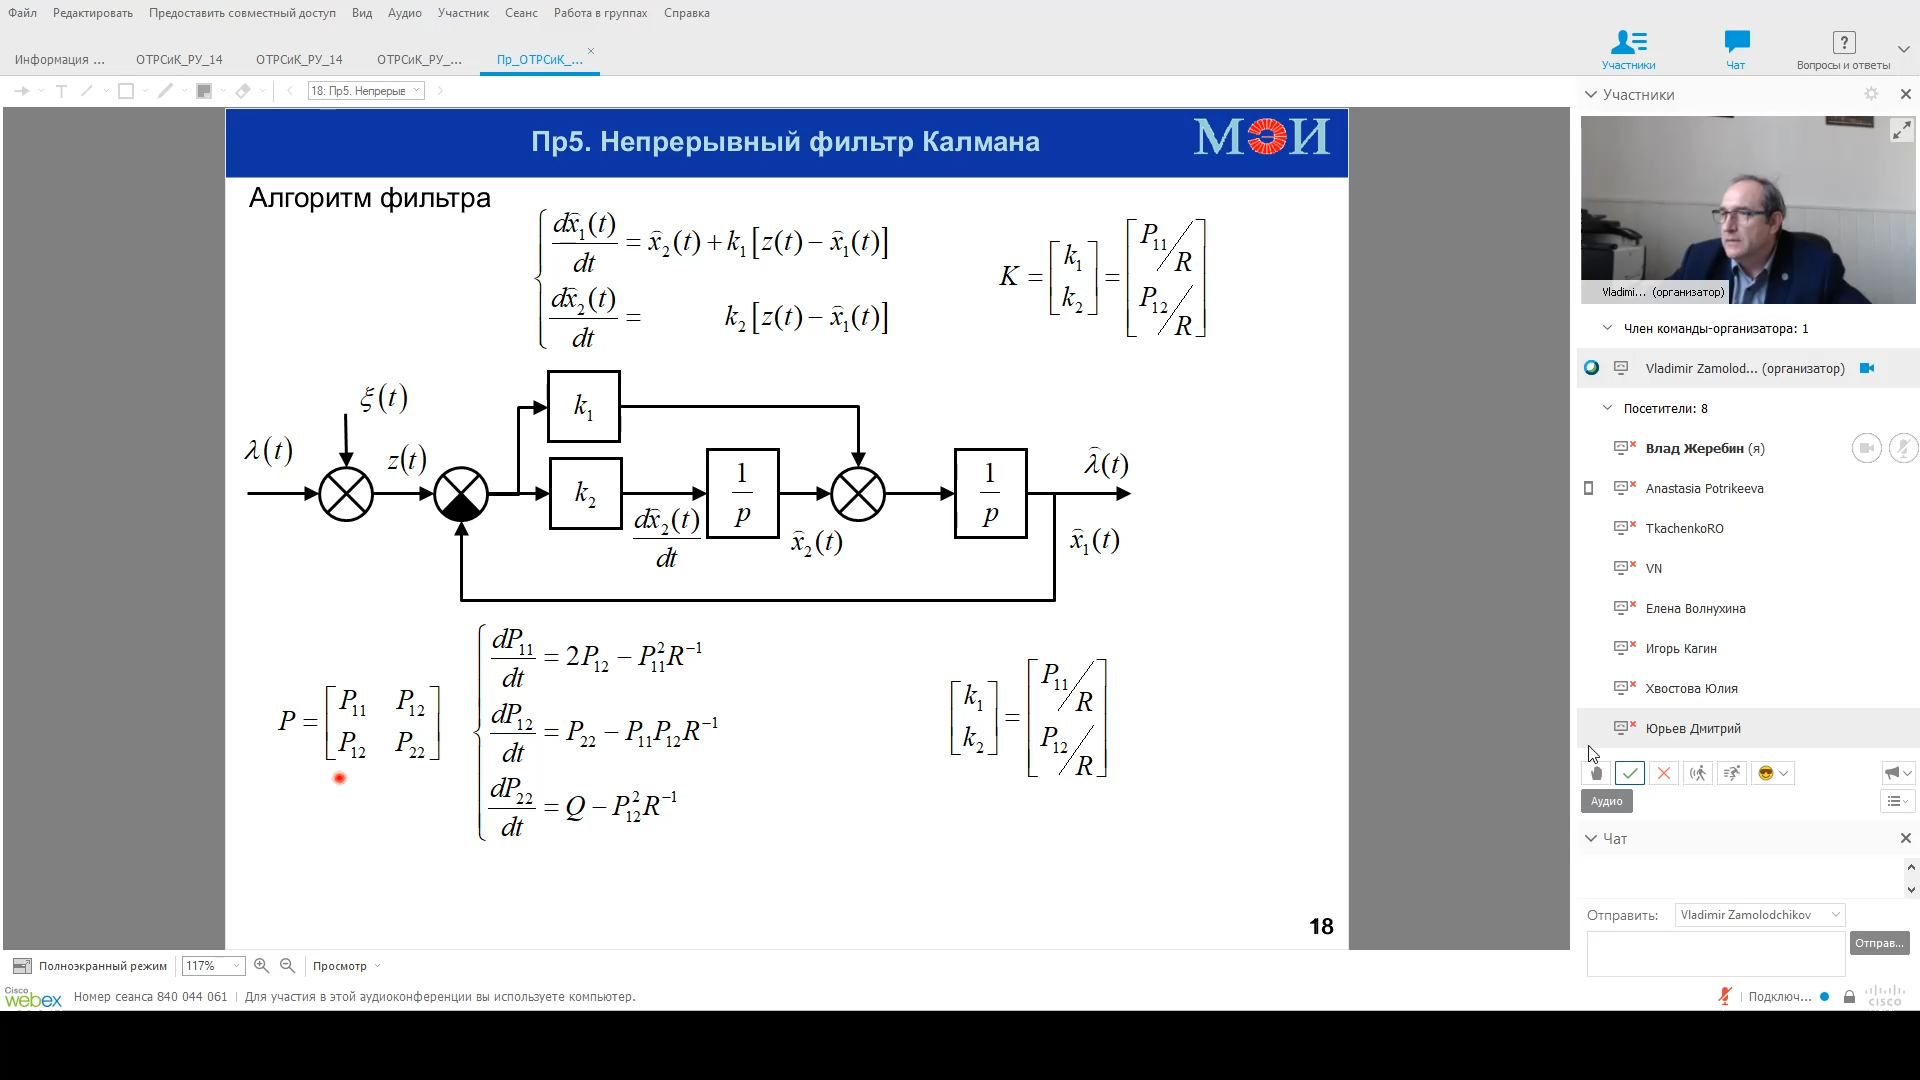 Файл Редактировать Предоставить совместный доступ Вид Аудио Участник Сеанс Работа в группах Справка
Участники Чат Вопросы и ответы
Информация ... ОТРСиК_РУ_14 ОТРСиК_РУ_14 ОТРСиК_РУ_... Пр_ОТРСиК_...
18: Пр5. Непрерыв
Пр5. Непрерывный фильтр Калмана
МЭИ
Алгоритм фильтра
dx̂₁(t)/dt = x̂₂(t) + k₁[z(t) − x̂₁(t)]
dx̂₂(t)/dt = k₂[z(t) − x̂₁(t)]
K = [k₁ k₂] = [P₁₁/R P₁₂/R]
ξ(t)
k₁
λ(t)
z(t)
k₂
1/p
1/p
λ̂(t)
dx̂₂(t)/dt
x̂₂(t)
x̂₁(t)
P = [P₁₁ P₁₂ P₁₂ P₂₂]
dP₁₁/dt = 2P₁₂ − P₁₁²R⁻¹
dP₁₂/dt = P₂₂ − P₁₁P₁₂R⁻¹
dP₂₂/dt = Q − P₁₂²R⁻¹
[k₁ k₂] = [P₁₁/R P₁₂/R]
18
Участники
Vladimi... (организатор)
Член команды-организатора: 1
Vladimir Zamolod... (организатор)
Посетители: 8
Влад Жеребин (я)
Anastasia Potrikeeva
TkachenkoRO
VN
Елена Волнухина
Игорь Кагин
Хвостова Юлия
Юрьев Дмитрий
Аудио
Чат
Отправить: Vladimir Zamolodchikov
Отправ...
Полноэкранный режим 117% Просмотр
Cisco webex Номер сеанса 840 044 061 Для участия в этой аудиоконференции вы используете компьютер.
Подключ...
CISCO